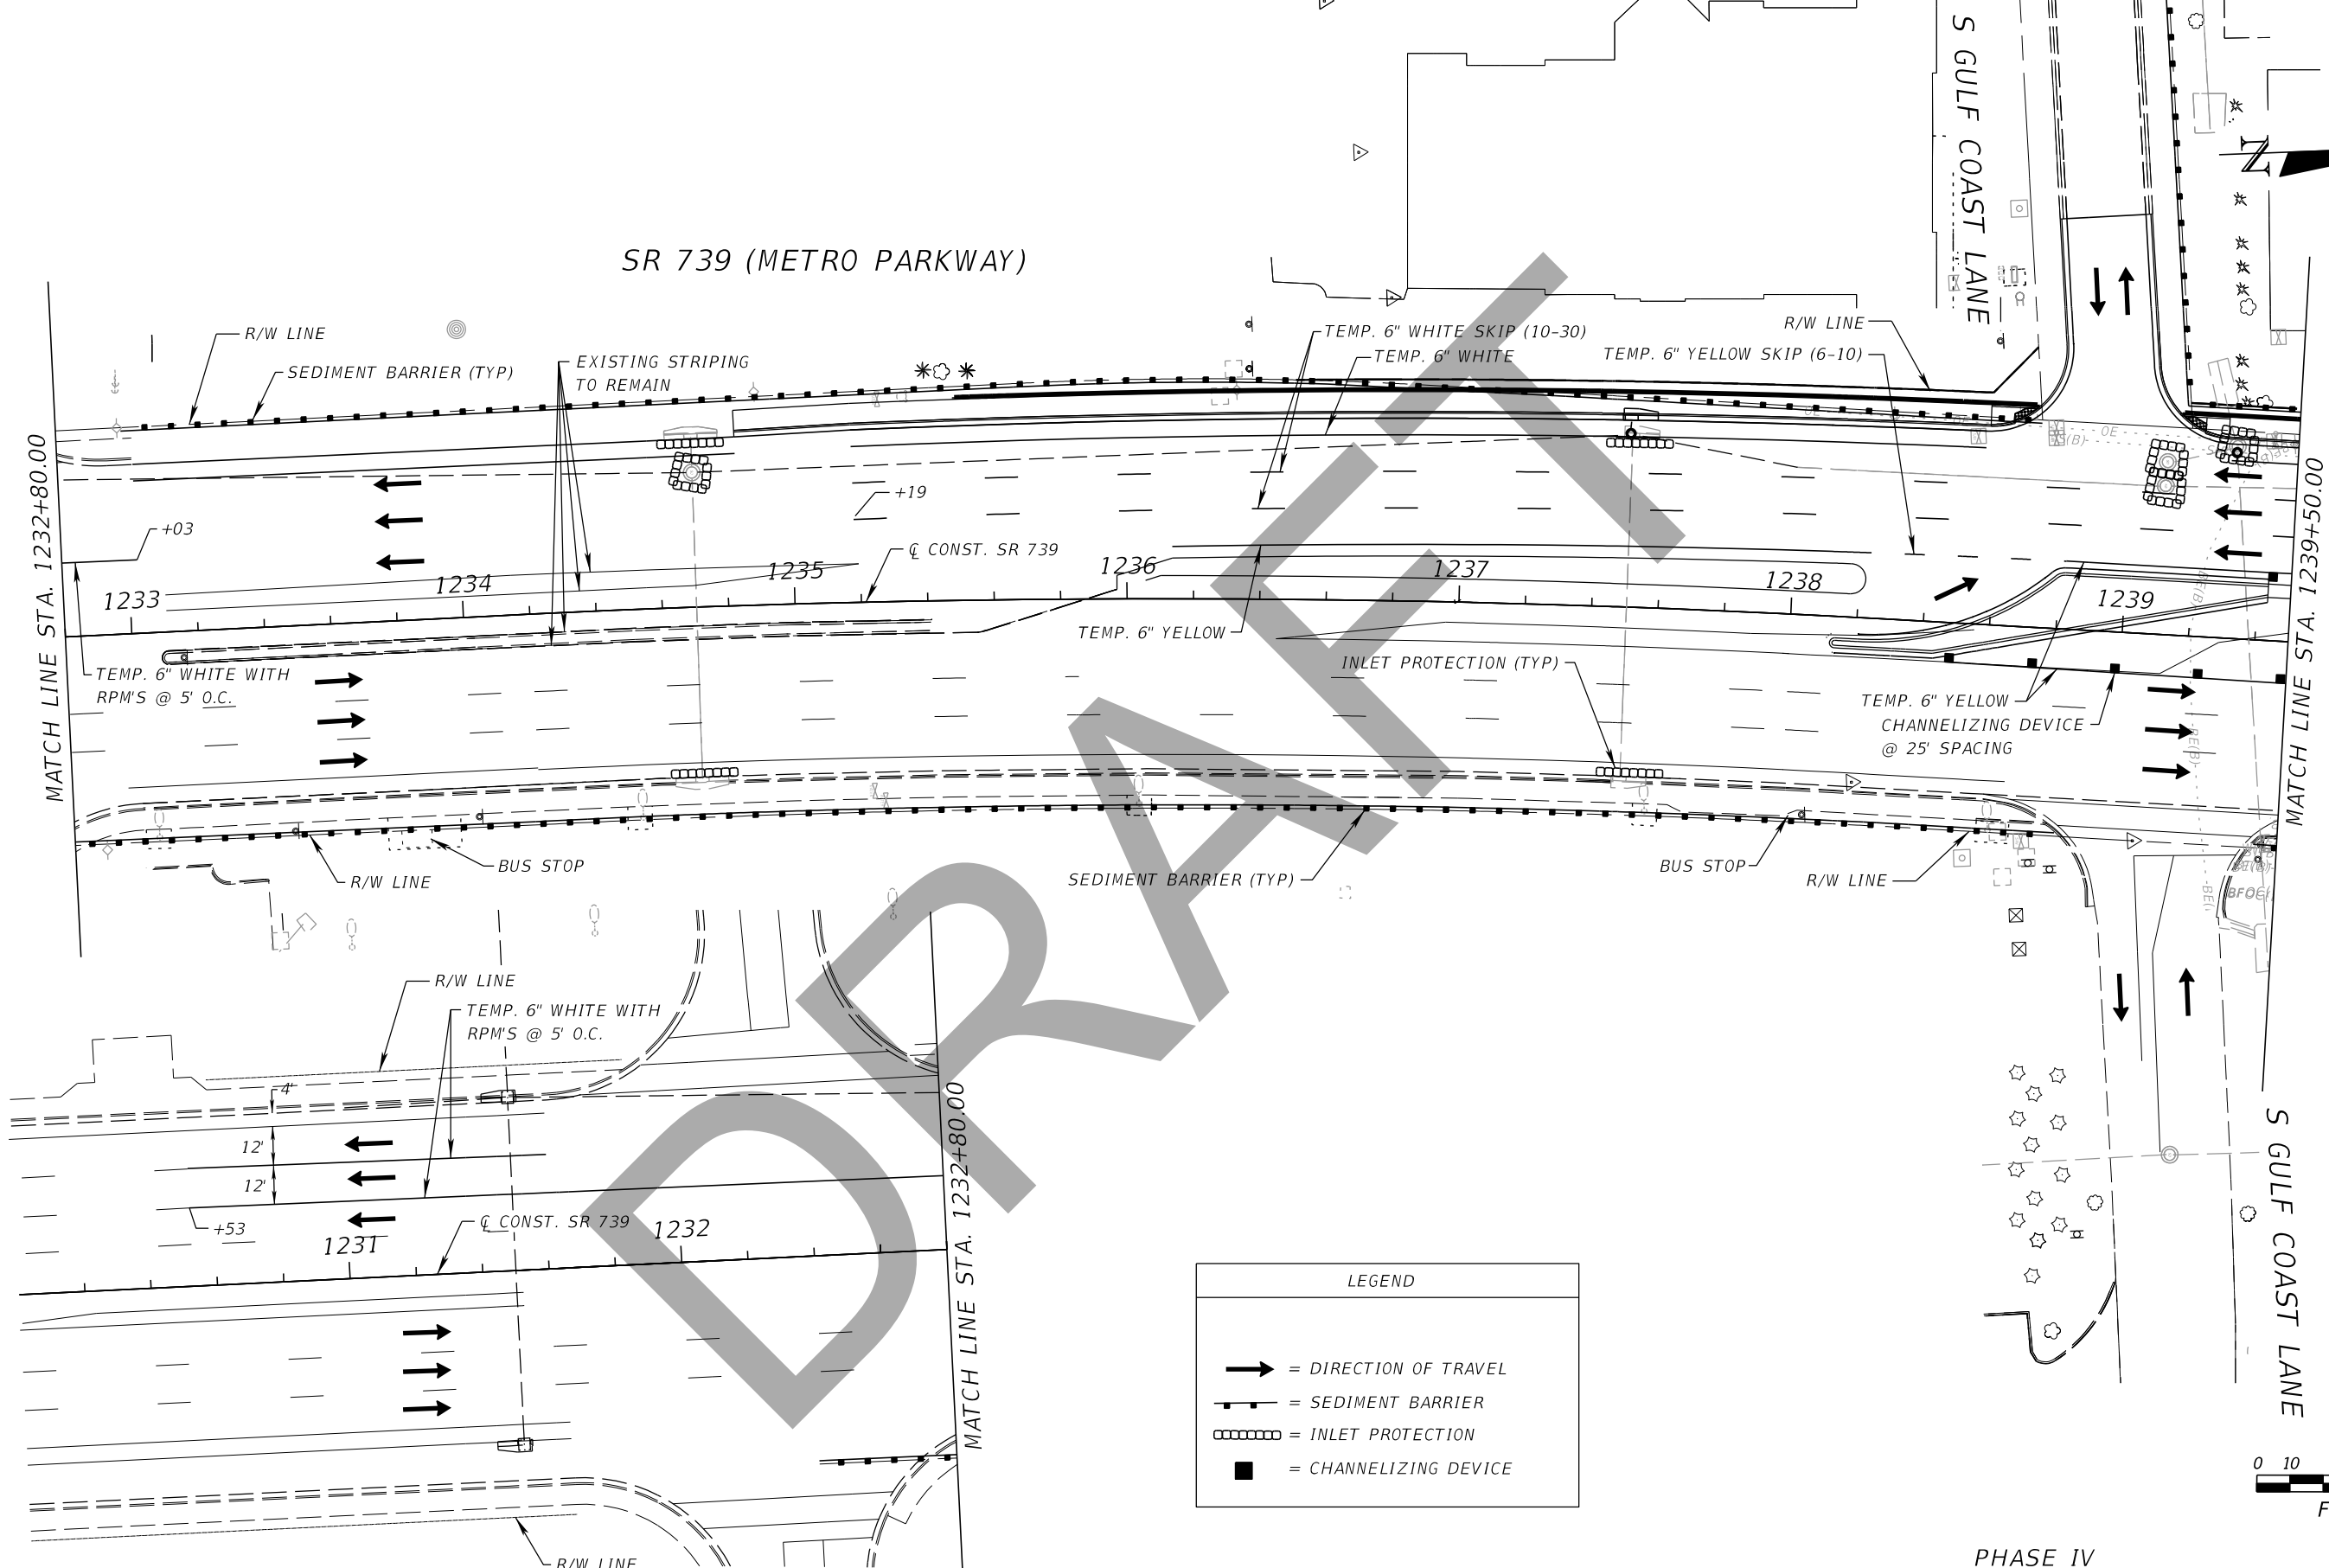 S GULF COAST LANE
N
SR 739 (METRO PARKWAY)
R/W LINE
SEDIMENT BARRIER (TYP)
EXISTING STRIPING
TO REMAIN
TEMP. 6" WHITE SKIP (10-30)
TEMP. 6" WHITE
R/W LINE
TEMP. 6" YELLOW SKIP (6-10)
OE
OE
S(B)
MATCH LINE STA. 1232+80.00
+03
+19
℄ CONST. SR 739
1233
1234
1235
1236
1237
1238
1239
MATCH LINE STA. 1239+50.00
TEMP. 6" YELLOW
INLET PROTECTION (TYP)
TEMP. 6" WHITE WITH
RPM'S @ 5' O.C.
TEMP. 6" YELLOW
CHANNELIZING DEVICE
@ 25' SPACING
BE(B)
BE(B)
BE(
BFOC(
R/W LINE
BUS STOP
SEDIMENT BARRIER (TYP)
BUS STOP
R/W LINE
R/W LINE
TEMP. 6" WHITE WITH
RPM'S @ 5' O.C.
4'
12'
12'
+53
℄ CONST. SR 739
1231
1232
MATCH LINE STA. 1232+80.00
R/W LINE
DRAFT
LEGEND
= DIRECTION OF TRAVEL
= SEDIMENT BARRIER
= INLET PROTECTION
= CHANNELIZING DEVICE
S GULF COAST LANE
0 10
F
PHASE IV